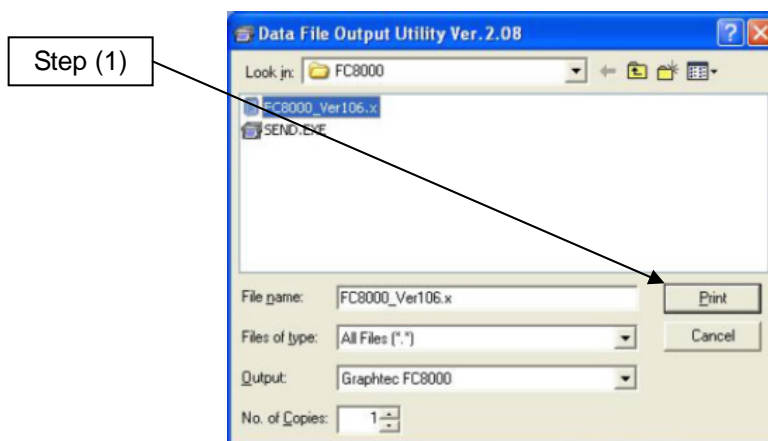 Step (1)
Data File Output Utility Ver.2.08
Look in: FC8000
FC8000_Ver106.x
SEND.EXE
File name: FC8000_Ver106.x Print
Files of type: All Files (*.*) Cancel
Output: Graphtec FC8000
No. of Copies: 1